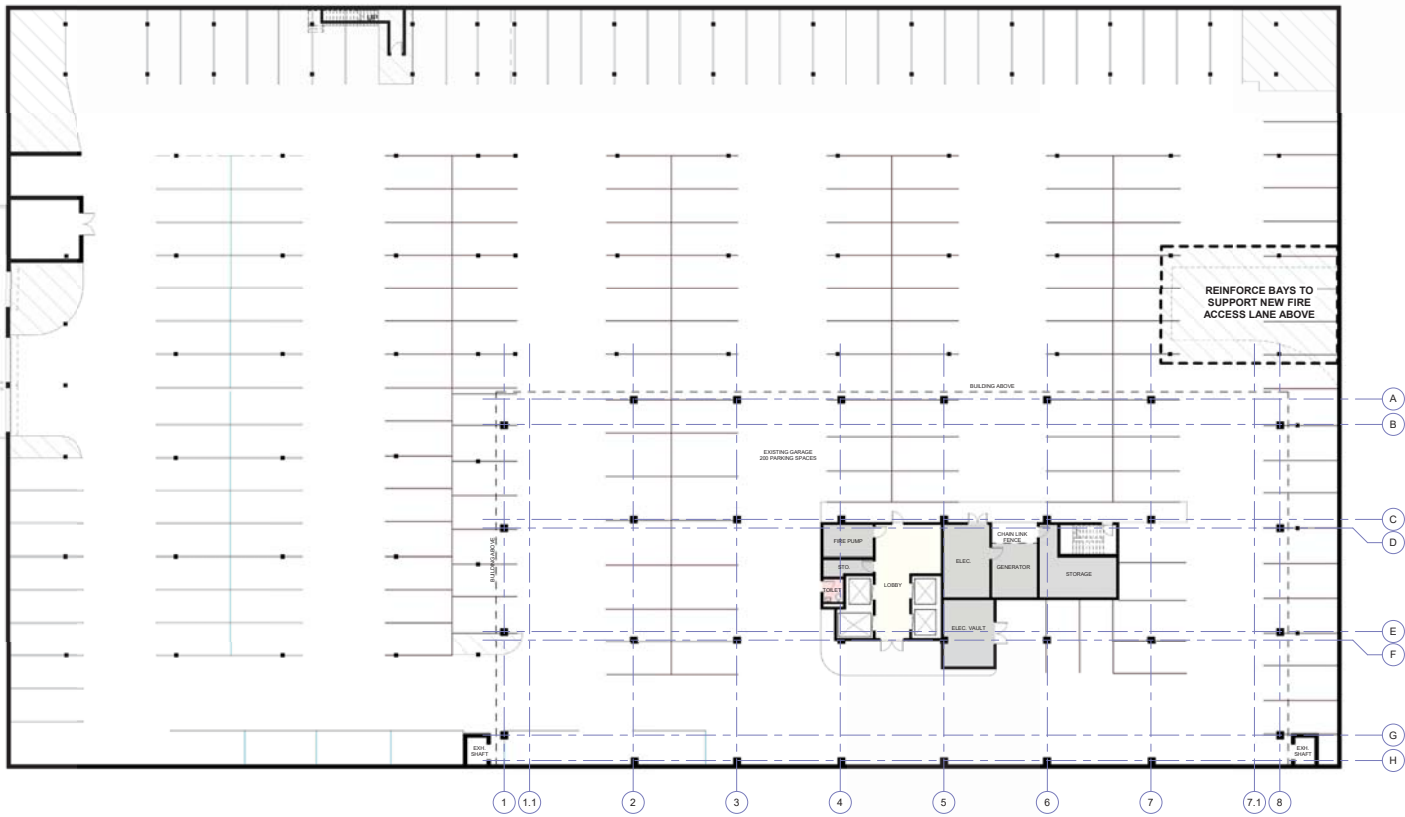 UP
REINFORCE BAYS TO
SUPPORT NEW FIRE
ACCESS LANE ABOVE
BUILDING ABOVE
A
B
EXISTING GARAGE
200 PARKING SPACES
C
D
CHAIN LINK
FENCE
FIRE PUMP
BUILDING ABOVE
ELEC.
STO.
GENERATOR
STORAGE
LOBBY
TOILET
ELEC. VAULT
E
F
G
EXH.
SHAFT
EXH.
SHAFT
H
1
1.1
2
3
4
5
6
7
7.1
8